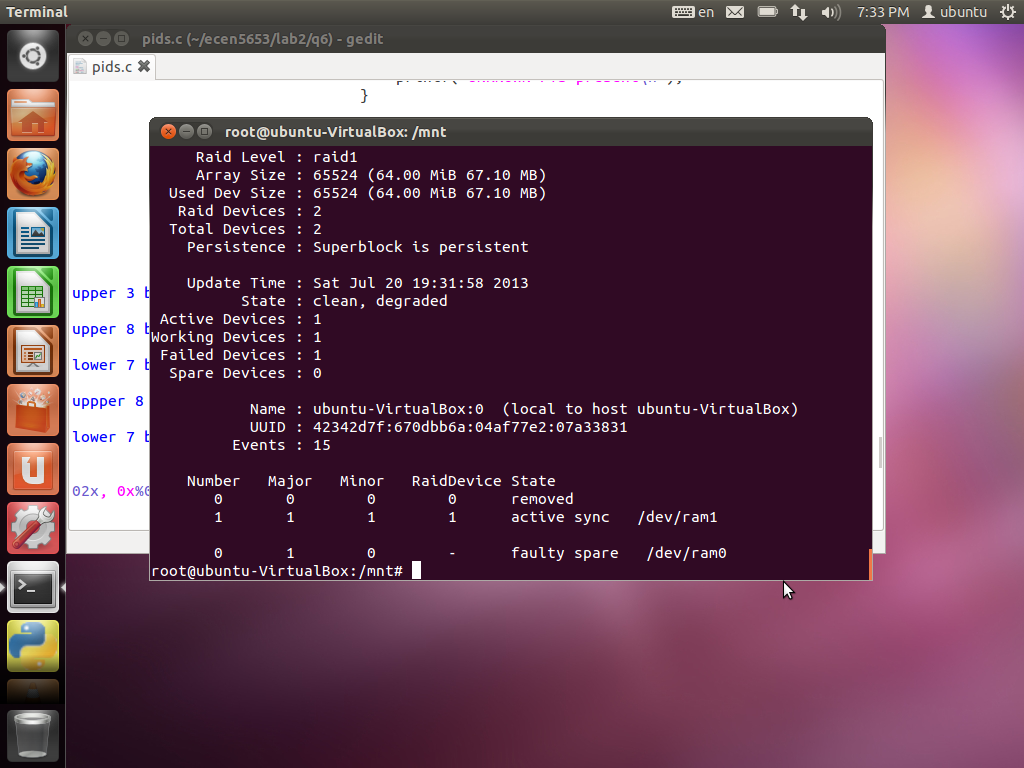 Terminal
en
7:33 PM
ubuntu
pids.c (~/ecen5653/lab2/q6) - gedit
pids.c
}
upper 3 b
upper 8 b
lower 7 b
uppper 8
lower 7 b
02x, 0x%0
root@ubuntu-VirtualBox: /mnt
Raid Level : raid1
Array Size : 65524 (64.00 MiB 67.10 MB)
Used Dev Size : 65524 (64.00 MiB 67.10 MB)
Raid Devices : 2
Total Devices : 2
Persistence : Superblock is persistent
Update Time : Sat Jul 20 19:31:58 2013
State : clean, degraded
Active Devices : 1
Working Devices : 1
Failed Devices : 1
Spare Devices : 0
Name : ubuntu-VirtualBox:0 (local to host ubuntu-VirtualBox)
UUID : 42342d7f:670dbb6a:04af77e2:07a33831
Events : 15
Number Major Minor RaidDevice State
0 0 0 0 removed
1 1 1 1 active sync /dev/ram1
0 1 0 - faulty spare /dev/ram0
root@ubuntu-VirtualBox:/mnt#